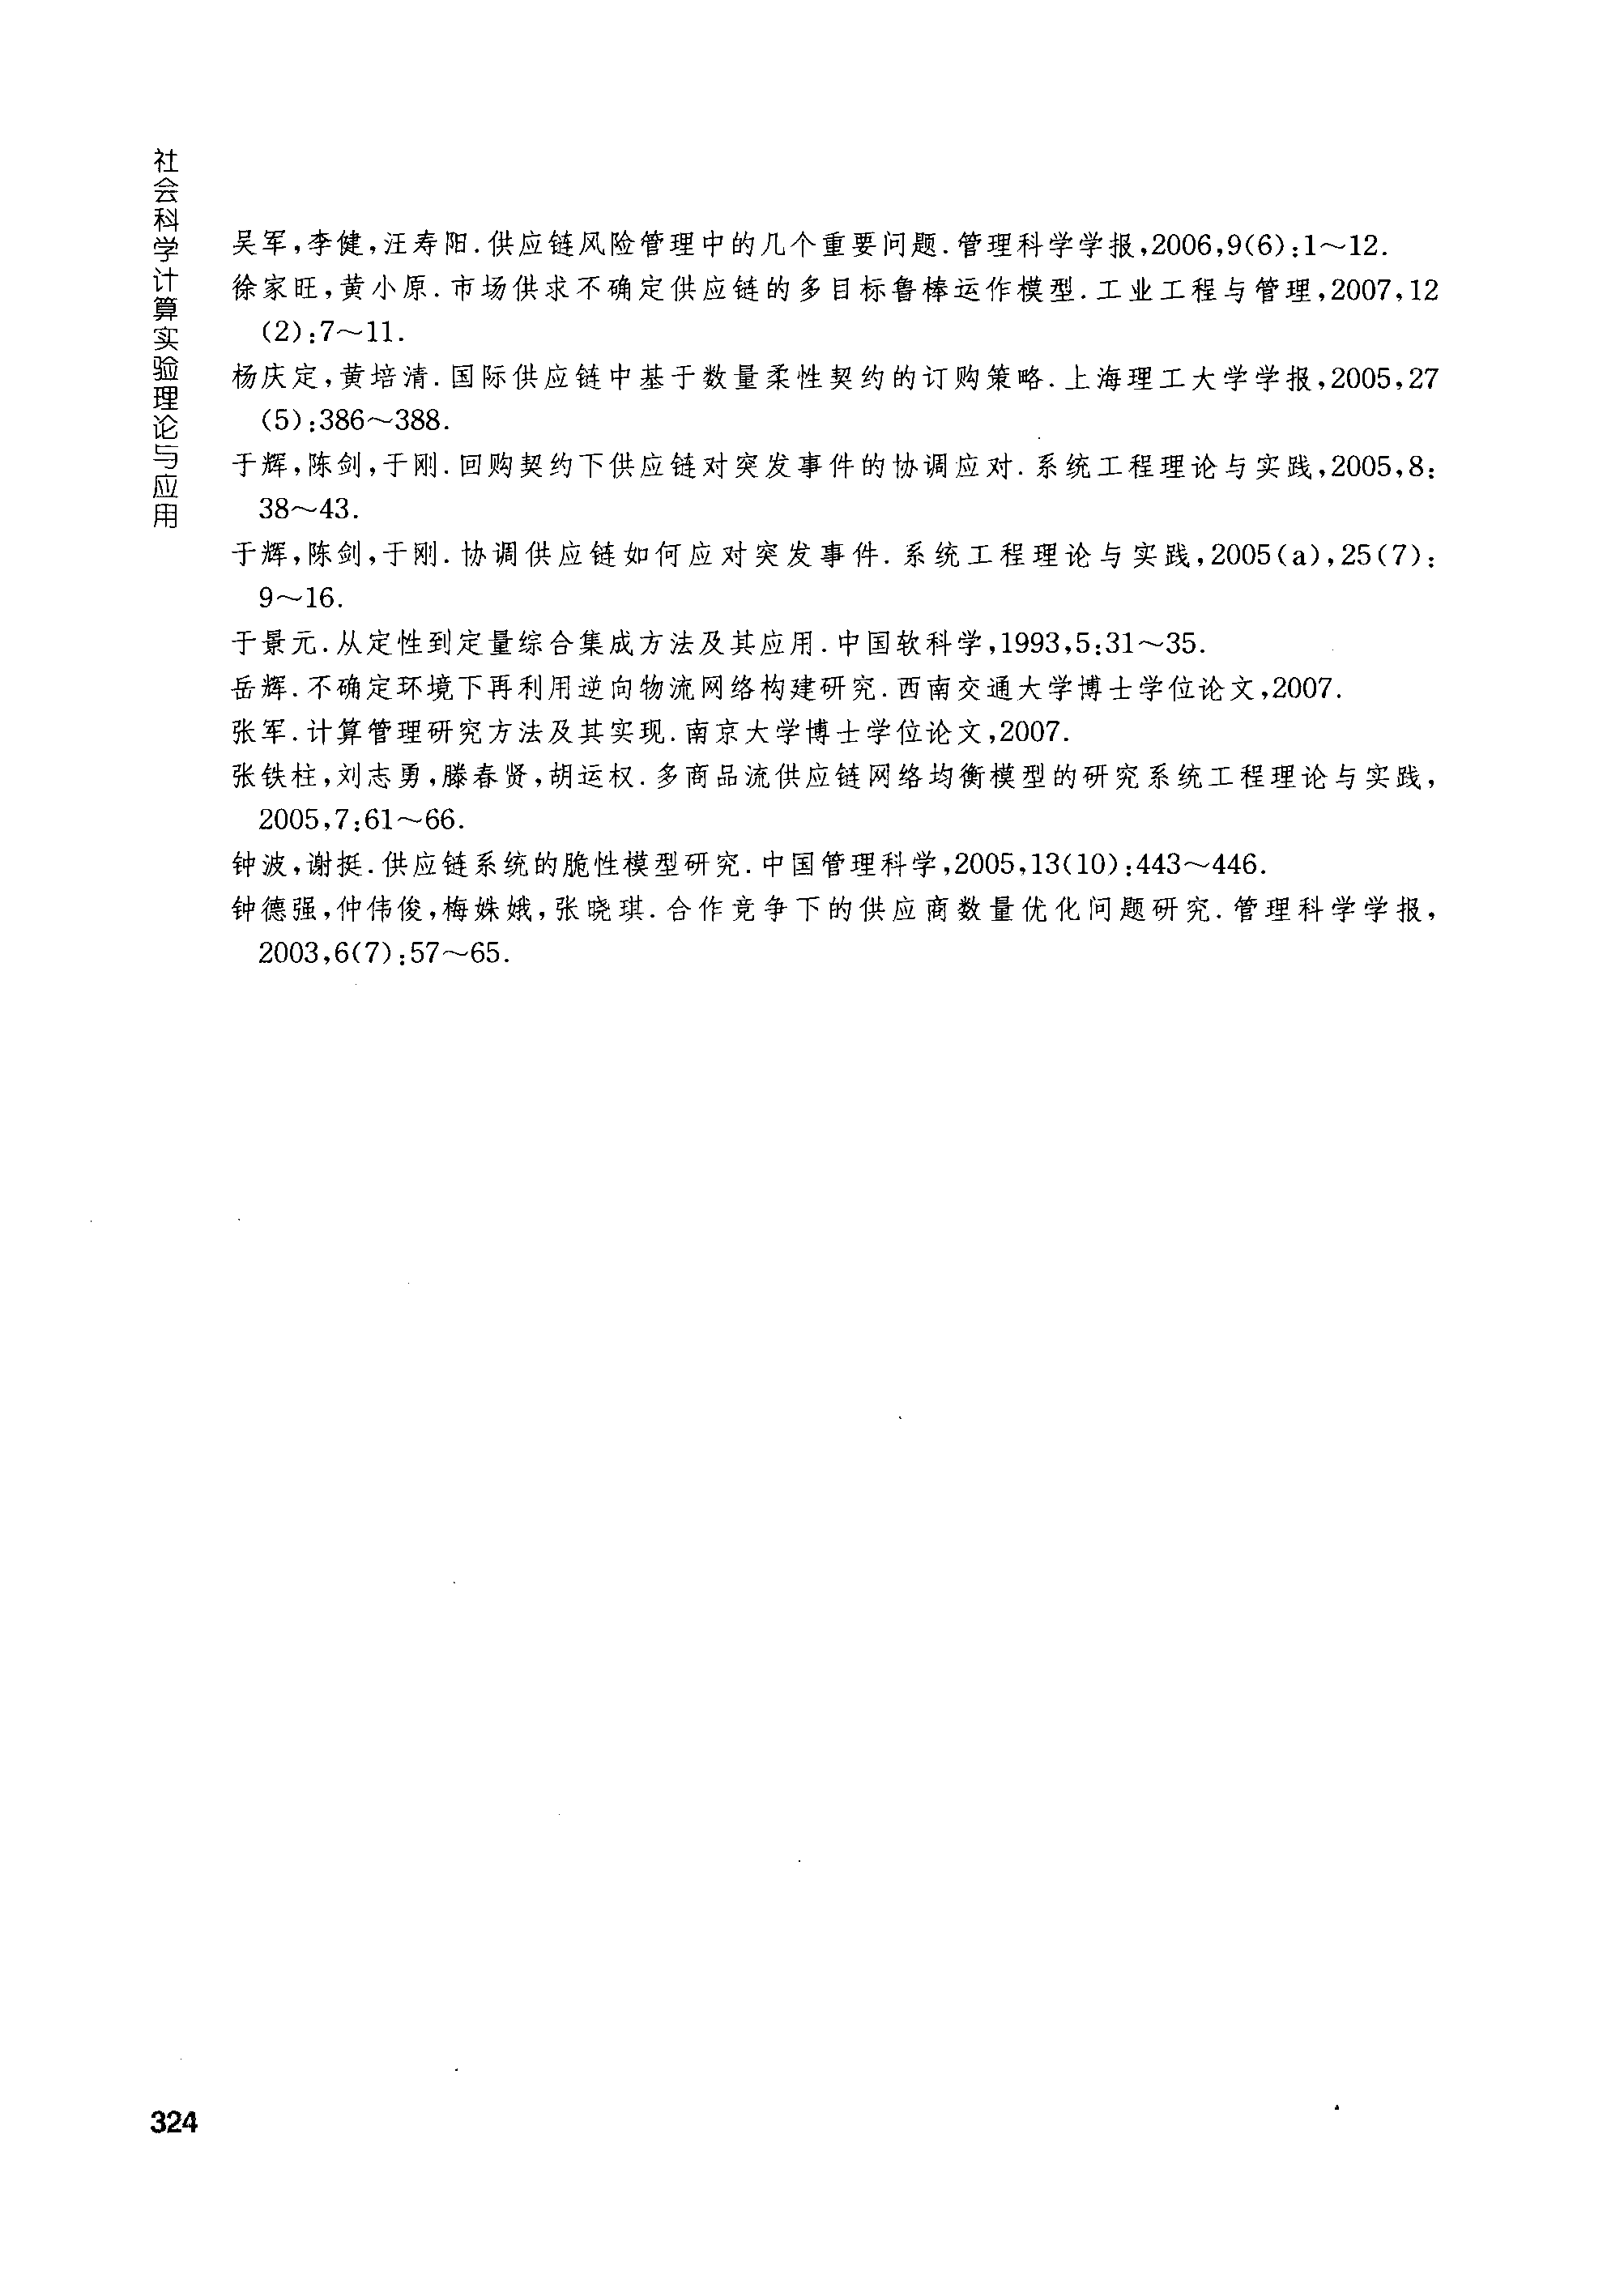 社会科学计算实验理论与应用
吴军,李健,汪寿阳.供应链风险管理中的几个重要问题.管理科学学报,2006,9(6):1～12.
徐家旺,黄小原.市场供求不确定供应链的多目标鲁棒运作模型.工业工程与管理,2007,12
(2):7～11.
杨庆定,黄培清.国际供应链中基于数量柔性契约的订购策略.上海理工大学学报,2005,27
(5):386～388.
于辉,陈剑,于刚.回购契约下供应链对突发事件的协调应对.系统工程理论与实践,2005,8:
38～43.
于辉,陈剑,于刚.协调供应链如何应对突发事件.系统工程理论与实践,2005(a),25(7):
9～16.
于景元.从定性到定量综合集成方法及其应用.中国软科学,1993,5:31～35.
岳辉.不确定环境下再利用逆向物流网络构建研究.西南交通大学博士学位论文,2007.
张军.计算管理研究方法及其实现.南京大学博士学位论文,2007.
张铁柱,刘志勇,滕春贤,胡运权.多商品流供应链网络均衡模型的研究系统工程理论与实践,
2005,7:61～66.
钟波,谢挺.供应链系统的脆性模型研究.中国管理科学,2005,13(10):443～446.
钟德强,仲伟俊,梅姝娥,张晓琪.合作竞争下的供应商数量优化问题研究.管理科学学报,
2003,6(7):57～65.
324